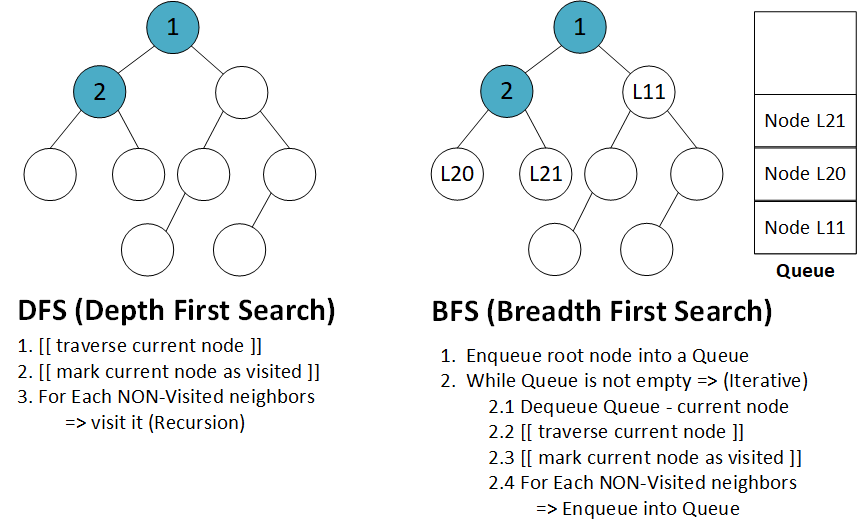 1
2
DFS (Depth First Search)
1. [[ traverse current node ]]
2. [[ mark current node as visited ]]
3. For Each NON-Visited neighbors
=> visit it (Recursion)
1
2
L11
L20
L21
Node L21
Node L20
Node L11
Queue
BFS (Breadth First Search)
1. Enqueue root node into a Queue
2. While Queue is not empty => (Iterative)
2.1 Dequeue Queue - current node
2.2 [[ traverse current node ]]
2.3 [[ mark current node as visited ]]
2.4 For Each NON-Visited neighbors
=> Enqueue into Queue